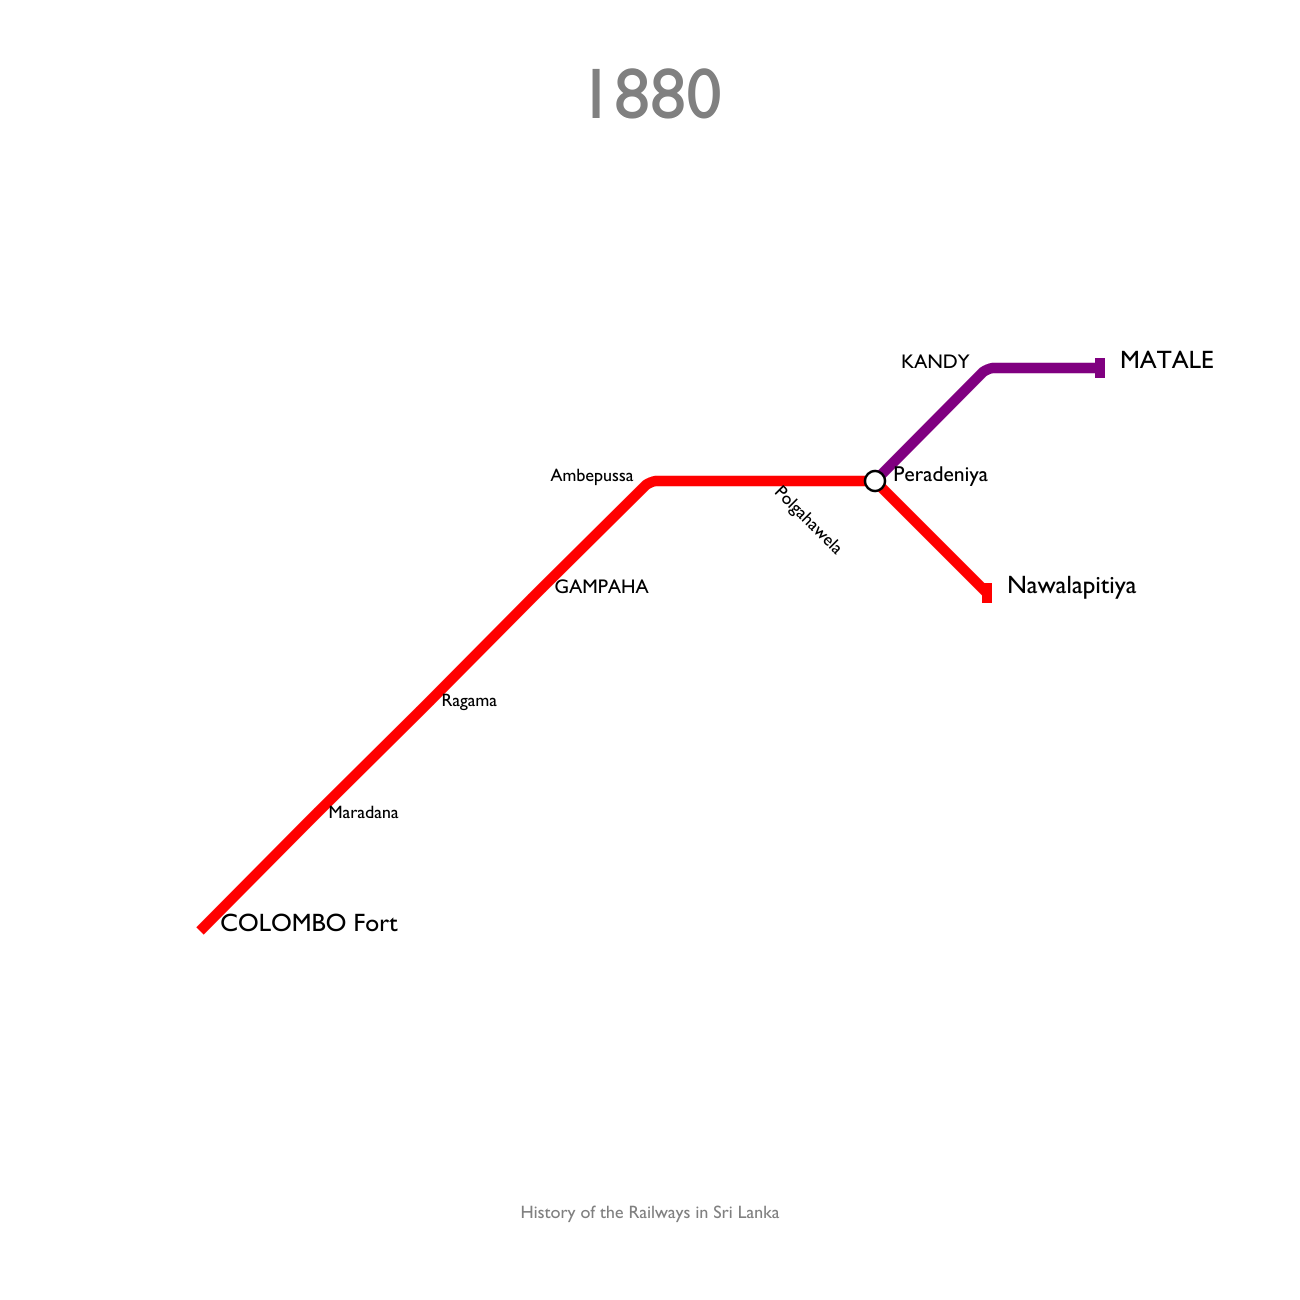 1880
KANDY
MATALE
Ambepussa
Peradeniya
Polgahawela
GAMPAHA
Nawalapitiya
Ragama
Maradana
COLOMBO Fort
History of the Railways in Sri Lanka